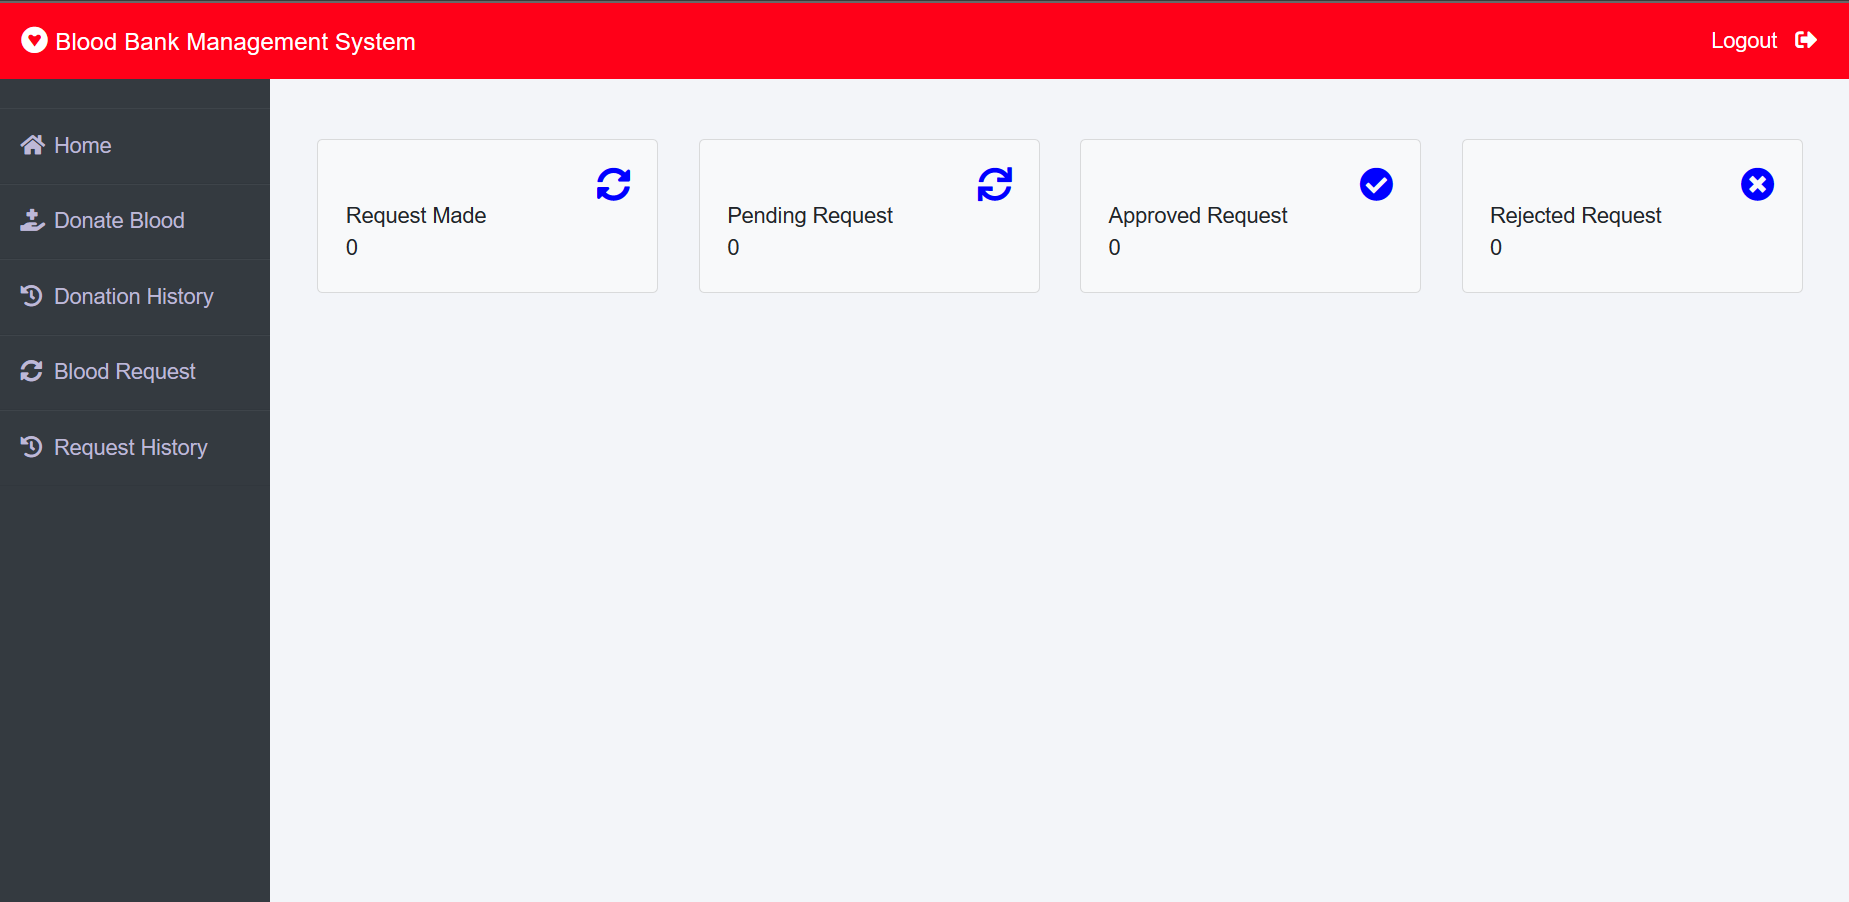 Blood Bank Management System
Logout
Home
Donate Blood
Donation History
Blood Request
Request History
Request Made
0
Pending Request
0
Approved Request
0
Rejected Request
0